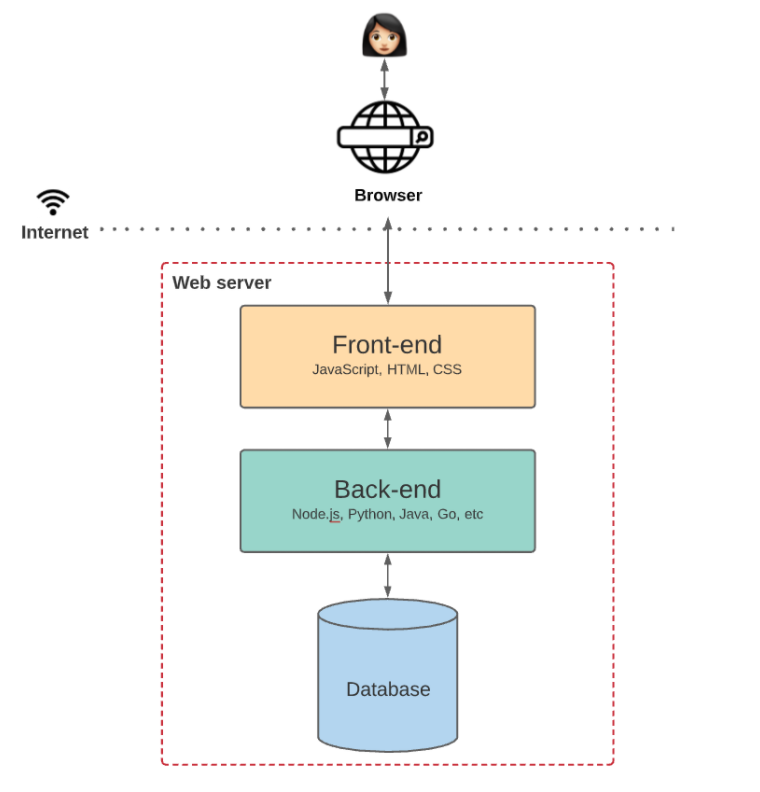 Browser
Internet
Web server
Front-end
JavaScript, HTML, CSS
Back-end
Node.js, Python, Java, Go, etc
Database